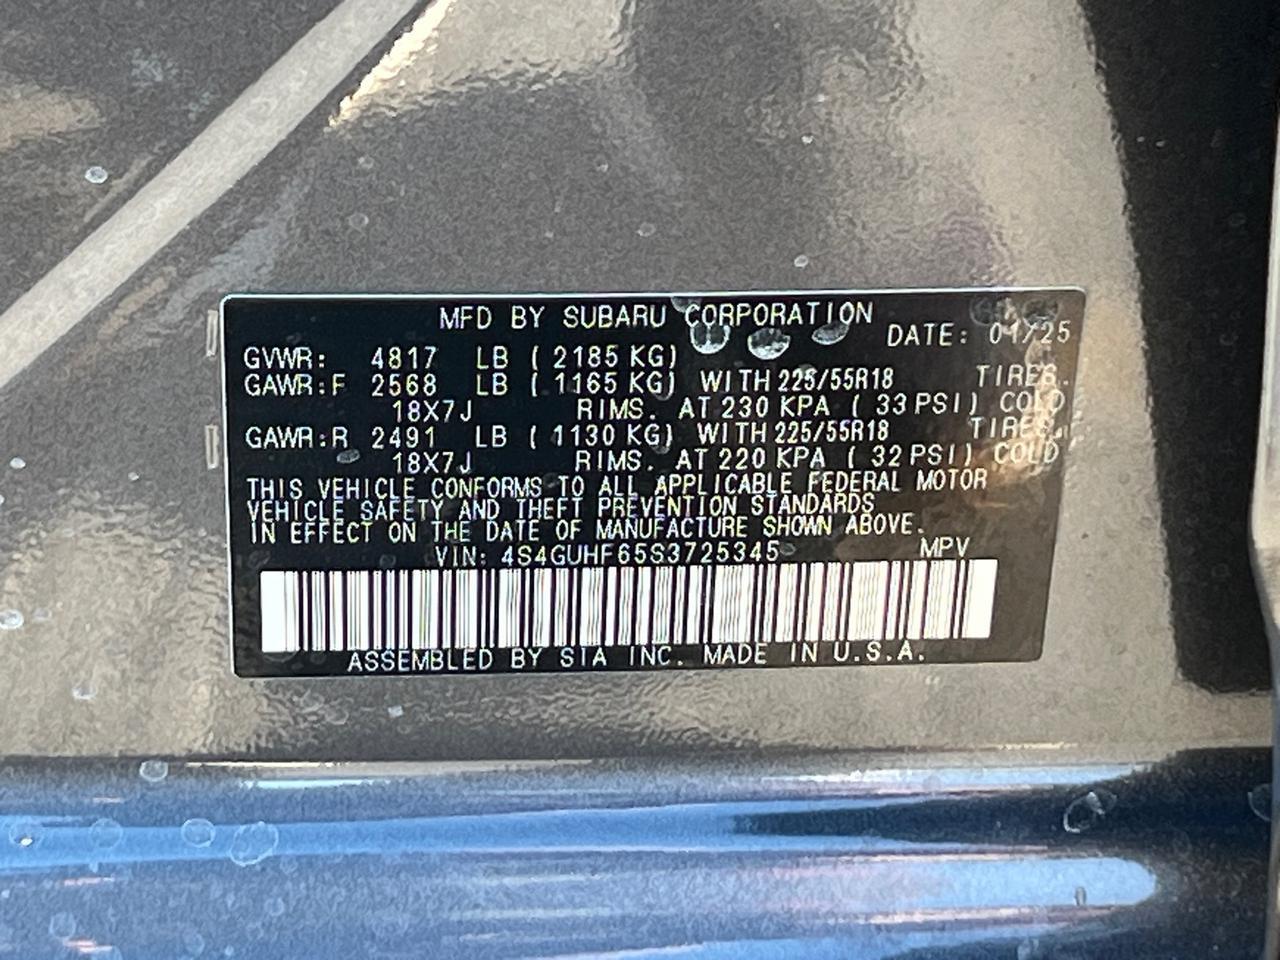 MFD BY SUBARU CORPORATION
DATE: 01/25
GVWR: 4817 LB ( 2185 KG)
GAWR:F 2568 LB ( 1165 KG) WITH 225/55R18 TIRES.
18X7J RIMS. AT 230 KPA ( 33 PSI) COLD
GAWR:R 2491 LB ( 1130 KG) WITH 225/55R18 TIRES.
18X7J RIMS. AT 220 KPA ( 32 PSI) COLD
THIS VEHICLE CONFORMS TO ALL APPLICABLE FEDERAL MOTOR
VEHICLE SAFETY AND THEFT PREVENTION STANDARDS
IN EFFECT ON THE DATE OF MANUFACTURE SHOWN ABOVE.
VIN: 4S4GUHF65S3725345 MPV
ASSEMBLED BY SIA INC. MADE IN U.S.A.